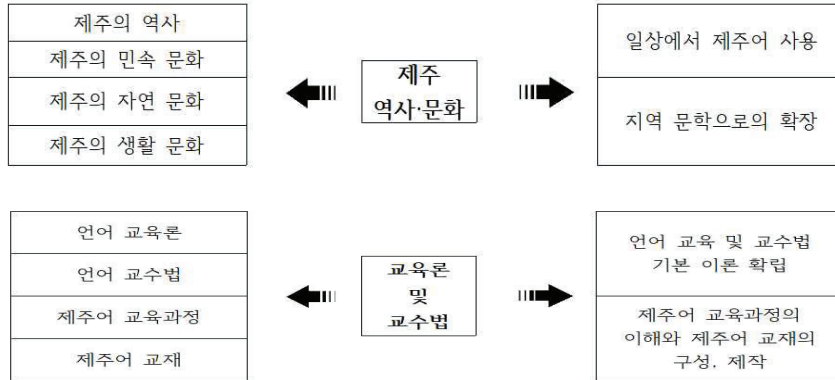 제주의 역사
제주의 민속 문화
제주의 자연 문화
제주의 생활 문화
제주
역사·문화
일상에서 제주어 사용
지역 문학으로의 확장
언어 교육론
언어 교수법
제주어 교육과정
제주어 교재
교육론
및
교수법
언어 교육 및 교수법
기본 이론 확립
제주어 교육과정의
이해와 제주어 교재의
구성, 제작